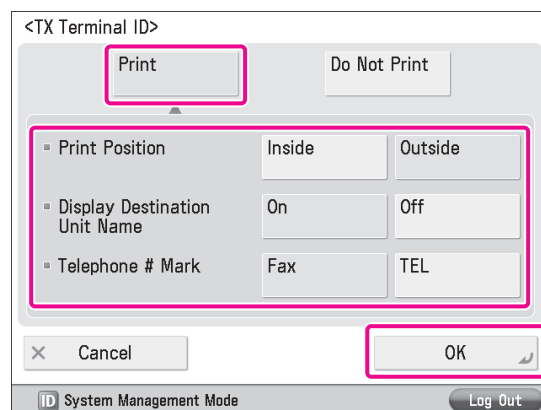 <TX Terminal ID>
Print
Do Not Print
Print Position
Inside
Outside
Display Destination
Unit Name
On
Off
Telephone # Mark
Fax
TEL
Cancel
OK
ID System Management Mode
Log Out